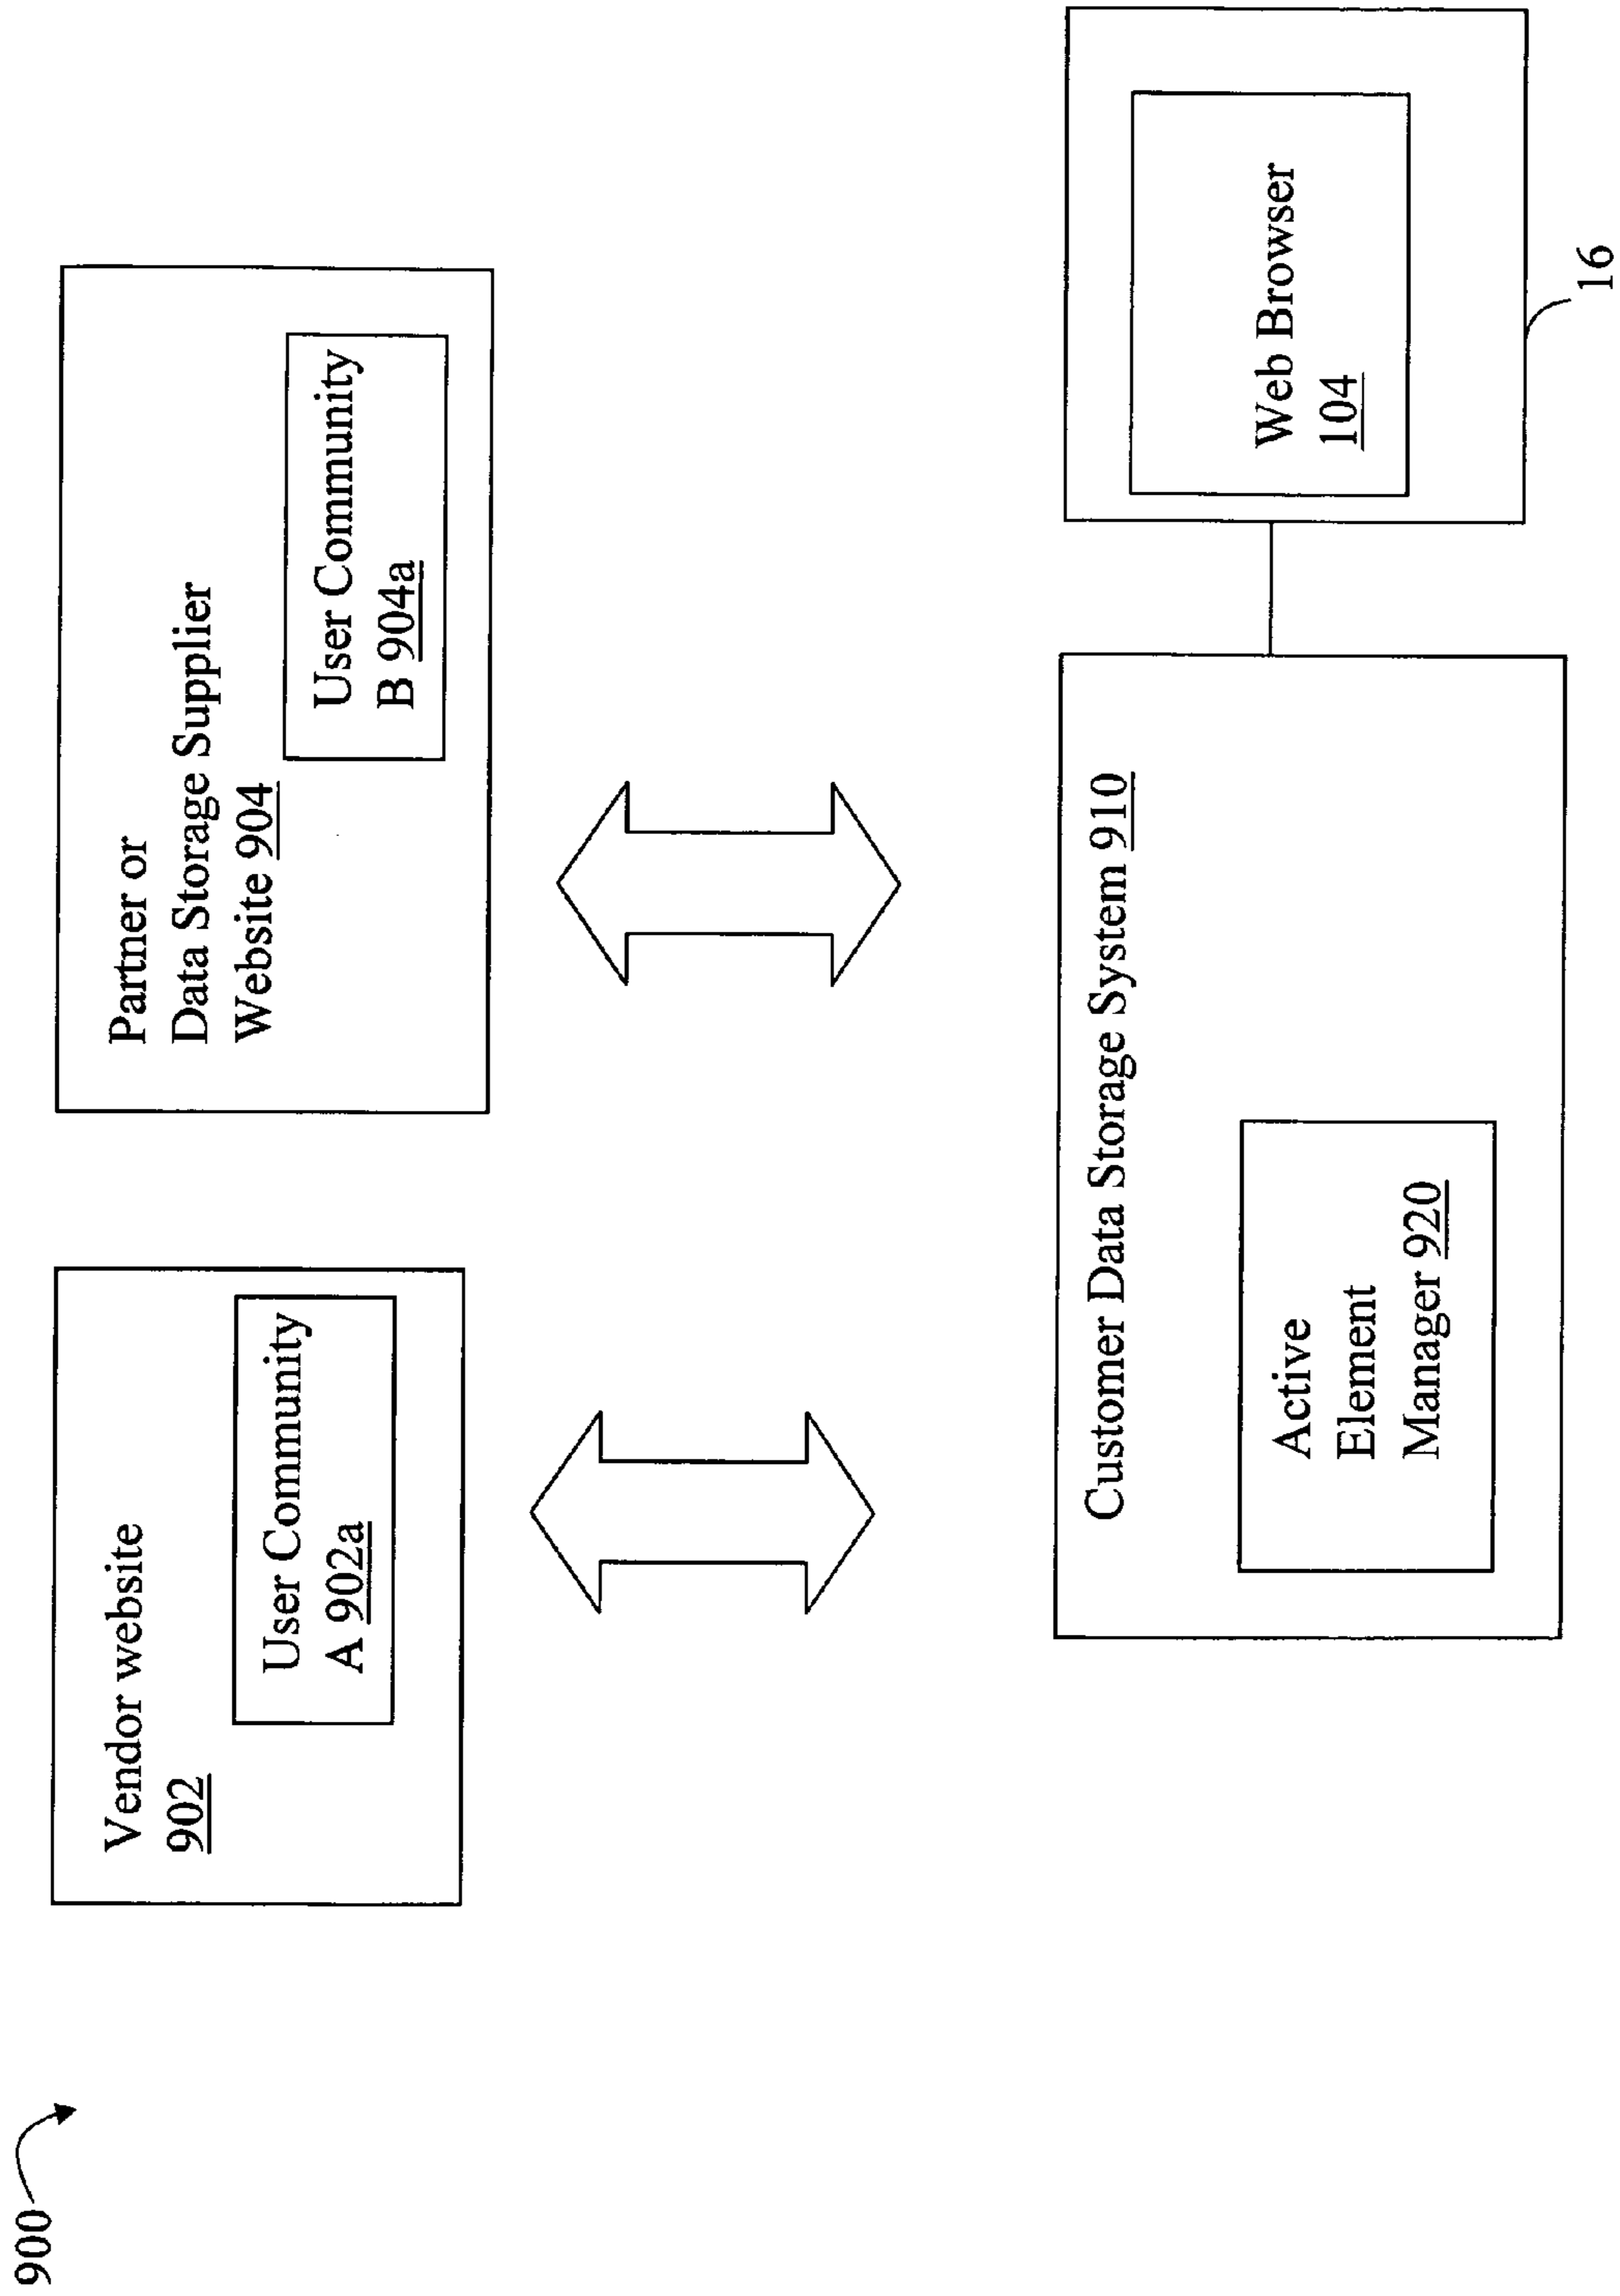 900
Vendor website
902
User Community
A 902a
Partner or
Data Storage Supplier
Website 904
User Community
B 904a
Customer Data Storage System 910
Active
Element
Manager 920
Web Browser
104
16